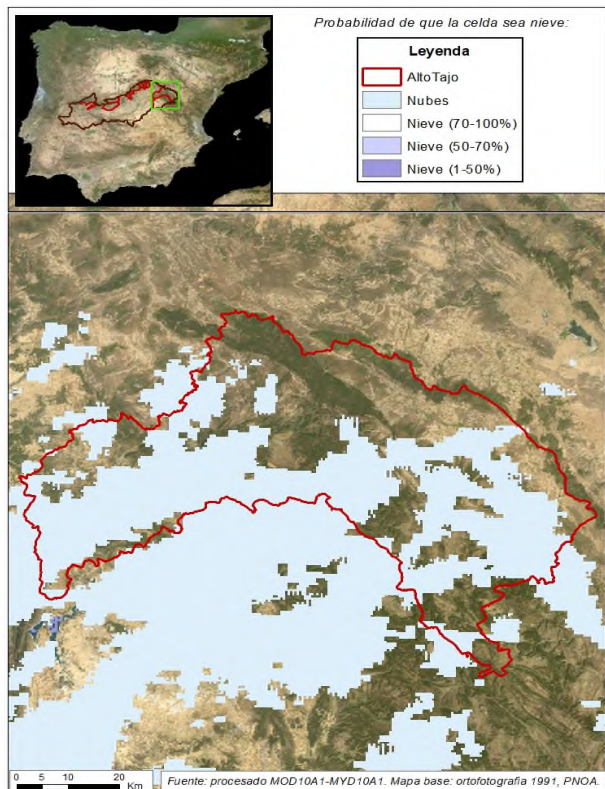 Probabilidad de que la celda sea nieve:
Leyenda
AltoTajo
Nubes
Nieve (70-100%)
Nieve (50-70%)
Nieve (1-50%)
0 5 10 20
Km
Fuente: procesado MOD10A1-MYD10A1. Mapa base: ortofotografia 1991, PNOA.